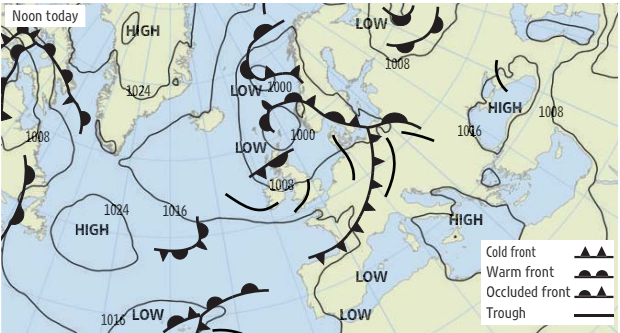 Noon today
HIGH
LOW
1008
1024
LOW
1000
HIGH
1008
1008
1016
1000
LOW
1008
1024
1016
HIGH
HIGH
LOW
1016
LOW
LOW
Cold front
Warm front
Occluded front
Trough